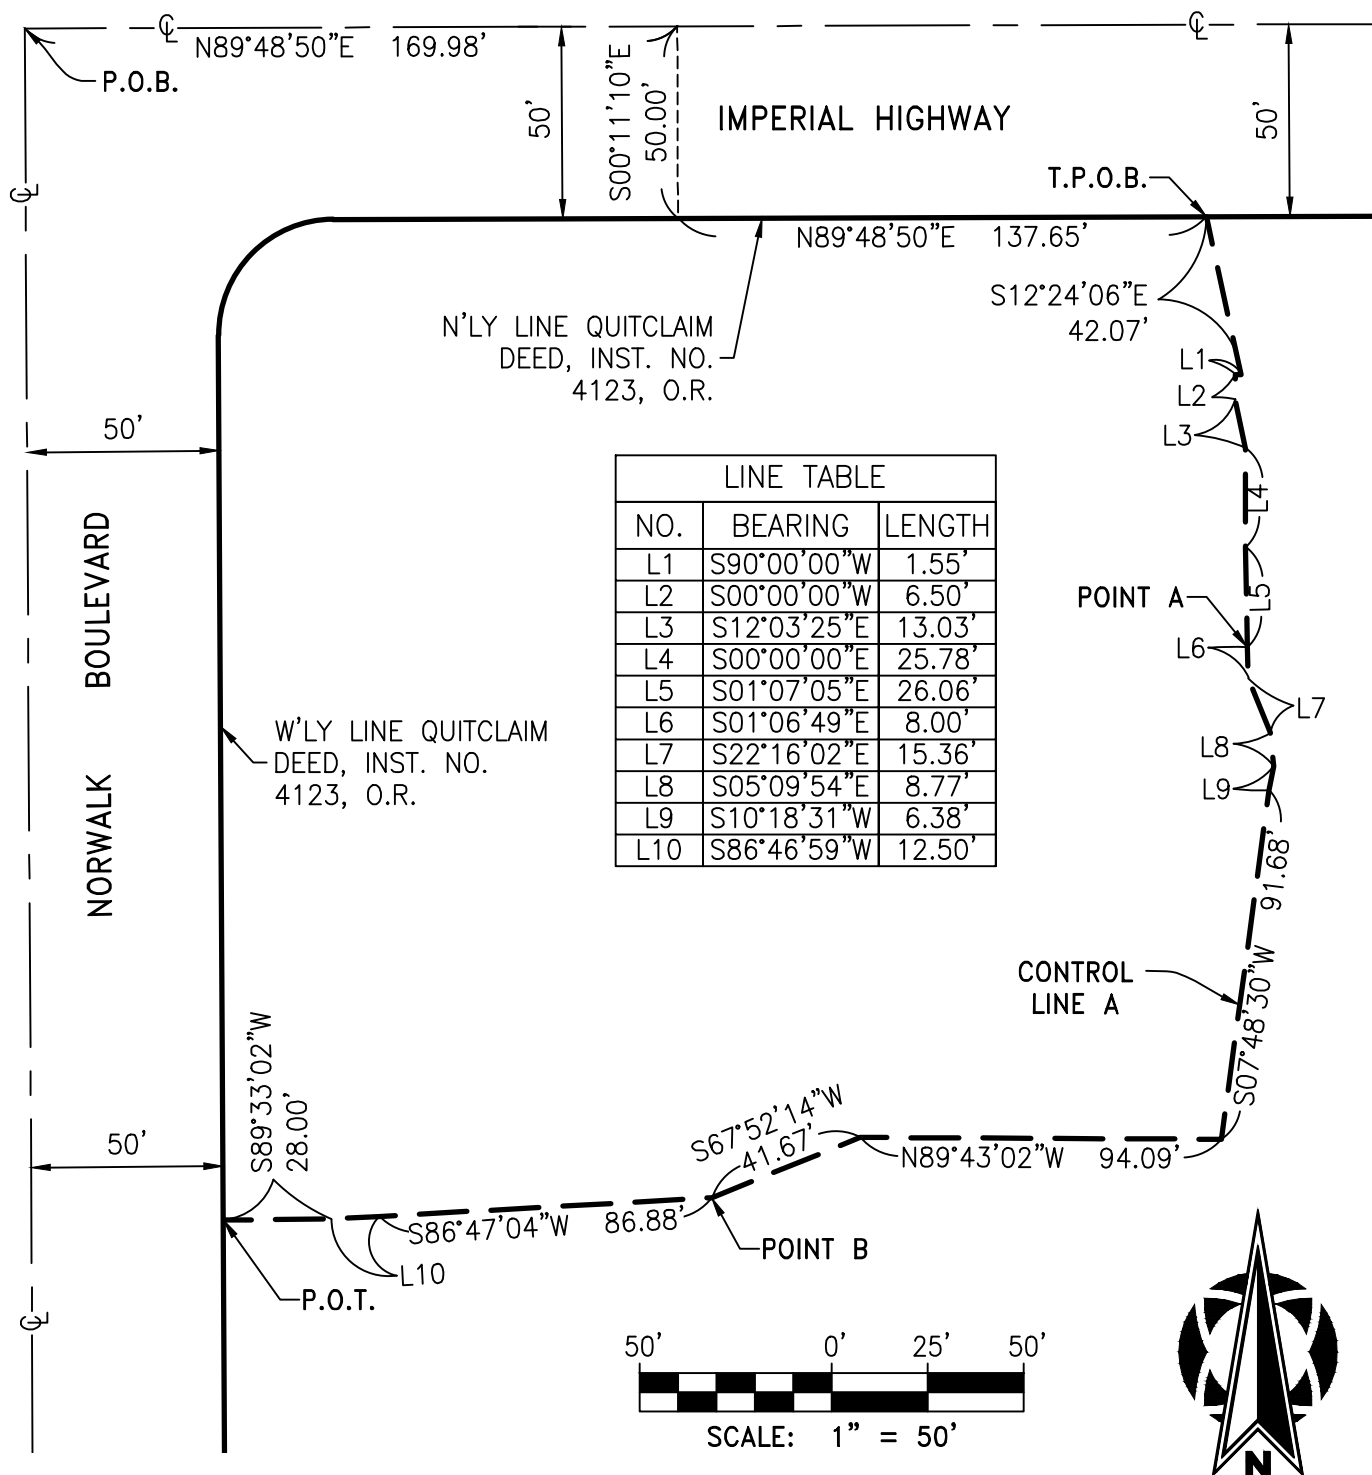 ℄
℄
N89°48'50"E 169.98'
P.O.B.
50'
S00°11'10"E
50.00'
IMPERIAL HIGHWAY
50'
T.P.O.B.
℄
N89°48'50"E 137.65'
S12°24'06"E
42.07'
N'LY LINE QUITCLAIM
DEED, INST. NO.
4123, O.R.
L1
L2
L3
50'
LINE TABLE
NO. BEARING LENGTH
L1 S90°00'00"W 1.55'
L2 S00°00'00"W 6.50'
L3 S12°03'25"E 13.03'
L4 S00°00'00"E 25.78'
L5 S01°07'05"E 26.06'
L6 S01°06'49"E 8.00'
L7 S22°16'02"E 15.36'
L8 S05°09'54"E 8.77'
L9 S10°18'31"W 6.38'
L10 S86°46'59"W 12.50'
L4
L5
POINT A
L6
L7
L8
L9
NORWALK BOULEVARD
W'LY LINE QUITCLAIM
DEED, INST. NO.
4123, O.R.
CONTROL
LINE A
S07°48'30"W 91.68'
S89°33'02"W
28.00'
50'
S67°52'14"W
41.67'
N89°43'02"W 94.09'
S86°47'04"W 86.88'
POINT B
L10
P.O.T.
℄
50' 0' 25' 50'
SCALE: 1" = 50'
N